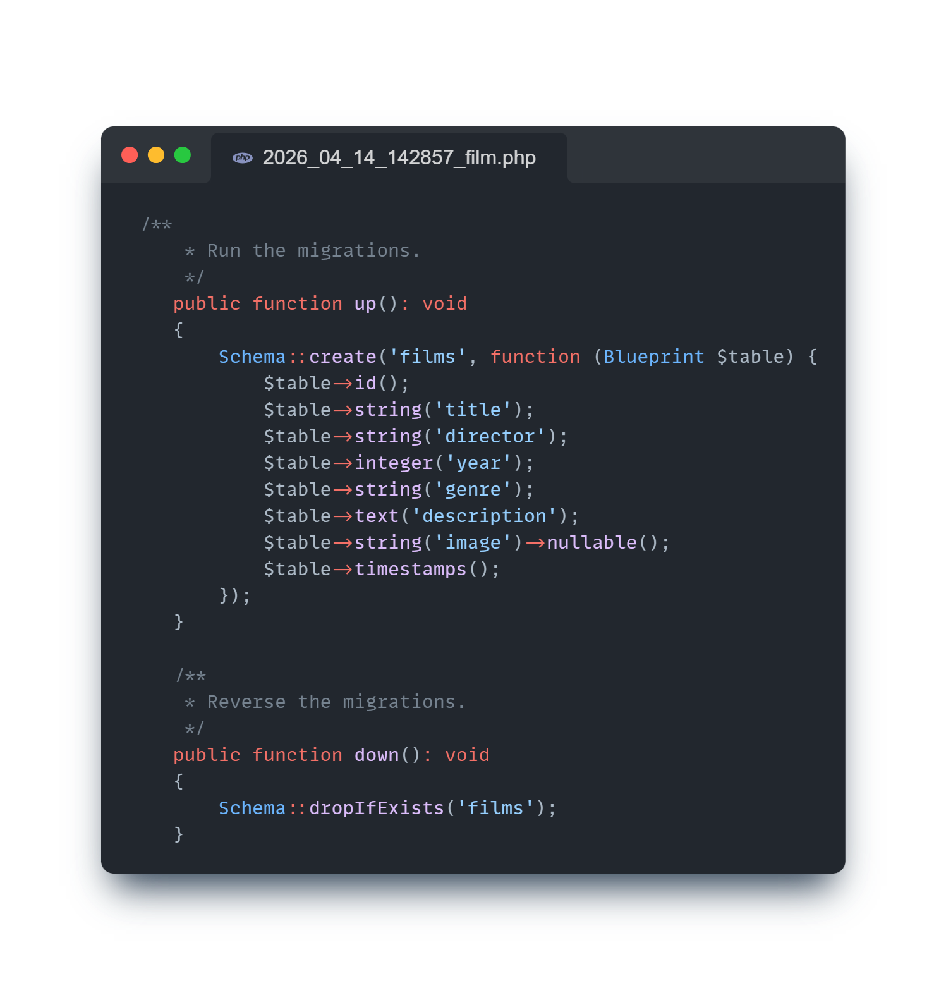 php 2026_04_14_142857_film.php
/**
     * Run the migrations.
     */
    public function up(): void
    {
        Schema::create('films', function (Blueprint $table) {
            $table->id();
            $table->string('title');
            $table->string('director');
            $table->integer('year');
            $table->string('genre');
            $table->text('description');
            $table->string('image')->nullable();
            $table->timestamps();
        });
    }

    /**
     * Reverse the migrations.
     */
    public function down(): void
    {
        Schema::dropIfExists('films');
    }